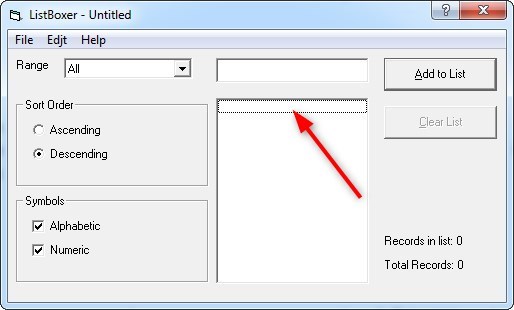 ListBoxer - Untitled
File Edjt Help
Range All Add to List
Sort Order Clear List
Ascending
Descending
Symbols
Alphabetic
Numeric
Records in list: 0
Total Records: 0